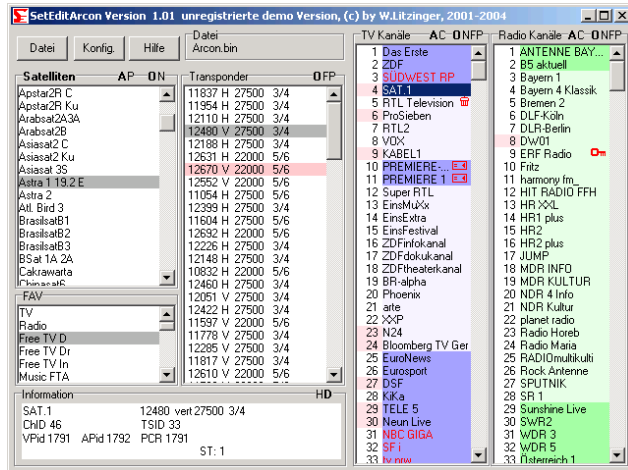 SetEditArcon Version 1.01 unregistrierte demo Version, (c) by W.Litzinger, 2001-2004
Datei
Konfig.
Hilfe
Datei
Arcon.bin
Satelliten AP ON
Apstar2R C
Apstar2R Ku
Arabsat2A3A
Arabsat2B
Asiasat2 C
Asiasat2 Ku
Asiasat 3S
Astra 1 19.2 E
Astra 2
Atl. Bird 3
BrasilsatB1
BrasilsatB2
BrasilsatB3
BSat 1A 2A
Cakrawarta
Chinasat6
FAV
TV
Radio
Free TV D
Free TV Dr
Free TV In
Music FTA
Transponder OFP
11837 H 27500 3/4
11954 H 27500 3/4
12110 H 27500 3/4
12480 V 27500 3/4
12188 H 27500 3/4
12631 H 22000 5/6
12670 V 22000 5/6
12552 V 22000 5/6
11054 H 27500 5/6
12399 H 27500 3/4
11604 H 27500 5/6
12692 H 22000 5/6
12226 H 27500 3/4
12148 H 27500 3/4
10832 H 22000 5/6
12460 H 27500 3/4
12051 V 27500 3/4
12422 H 27500 3/4
11597 V 22000 5/6
11778 V 27500 3/4
12285 V 27500 3/4
11817 V 27500 3/4
12610 V 22000 5/6
TV Kanäle AC ONFP
1 Das Erste
2 ZDF
3 SÜDWEST RP
4 SAT.1
5 RTL Television
6 ProSieben
7 RTL2
8 VOX
9 KABEL1
10 PREMIERE-...
11 PREMIERE 1
12 Super RTL
13 EinsMuXx
14 EinsExtra
15 EinsFestival
16 ZDFinfokanal
17 ZDFdokukanal
18 ZDFtheaterkanal
19 BR-alpha
20 Phoenix
21 arte
22 XXP
23 N24
24 Bloomberg TV Ger
25 EuroNews
26 Eurosport
27 DSF
28 KiKa
29 TELE 5
30 Neun Live
31 NBC GIGA
32 SF i
33 tv.nrw
Radio Kanäle AC ONFP
1 ANTENNE BAY...
2 B5 aktuell
3 Bayern 1
4 Bayern 4 Klassik
5 Bremen 2
6 DLF-Köln
7 DLR-Berlin
8 DW01
9 ERF Radio
10 Fritz
11 harmony fm_
12 HIT RADIO FFH
13 HR XXL
14 HR1 plus
15 HR2
16 HR2 plus
17 JUMP
18 MDR INFO
19 MDR KULTUR
20 NDR 4 Info
21 NDR Kultur
22 planet radio
23 Radio Horeb
24 Radio Maria
25 RADIOmultikulti
26 Rock Antenne
27 SPUTNIK
28 SR 1
29 Sunshine Live
30 SWR2
31 WDR 3
32 WDR 5
33 Österreich 1
Information HD
SAT.1 12480 vert 27500 3/4
ChID 46 TSID 33
VPid 1791 APid 1792 PCR 1791
ST: 1